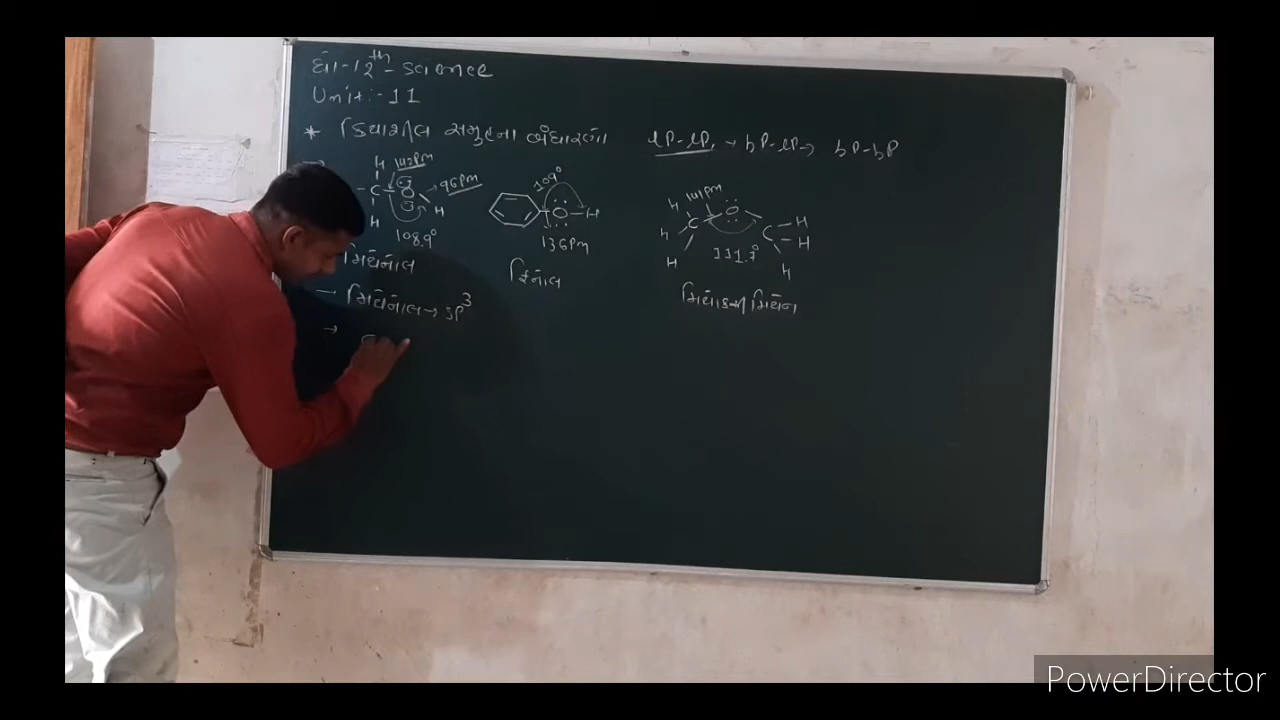 ધો-12th - science
Unit :- 11
* ક્રિયાશીલ સમુહના બંધારણો
lp-lp, → bp-lp → bp-bp
H 142pm
- C - O → 96pm
H H
108.9°
મિથેનાલ
109°
O - H
136pm
ફિનાલ
H 141pm
H C O C - H
H H
H
111.7°
મિથોક્સી મિથેન
→ મિથેનાલ → sp3
→
PowerDirector